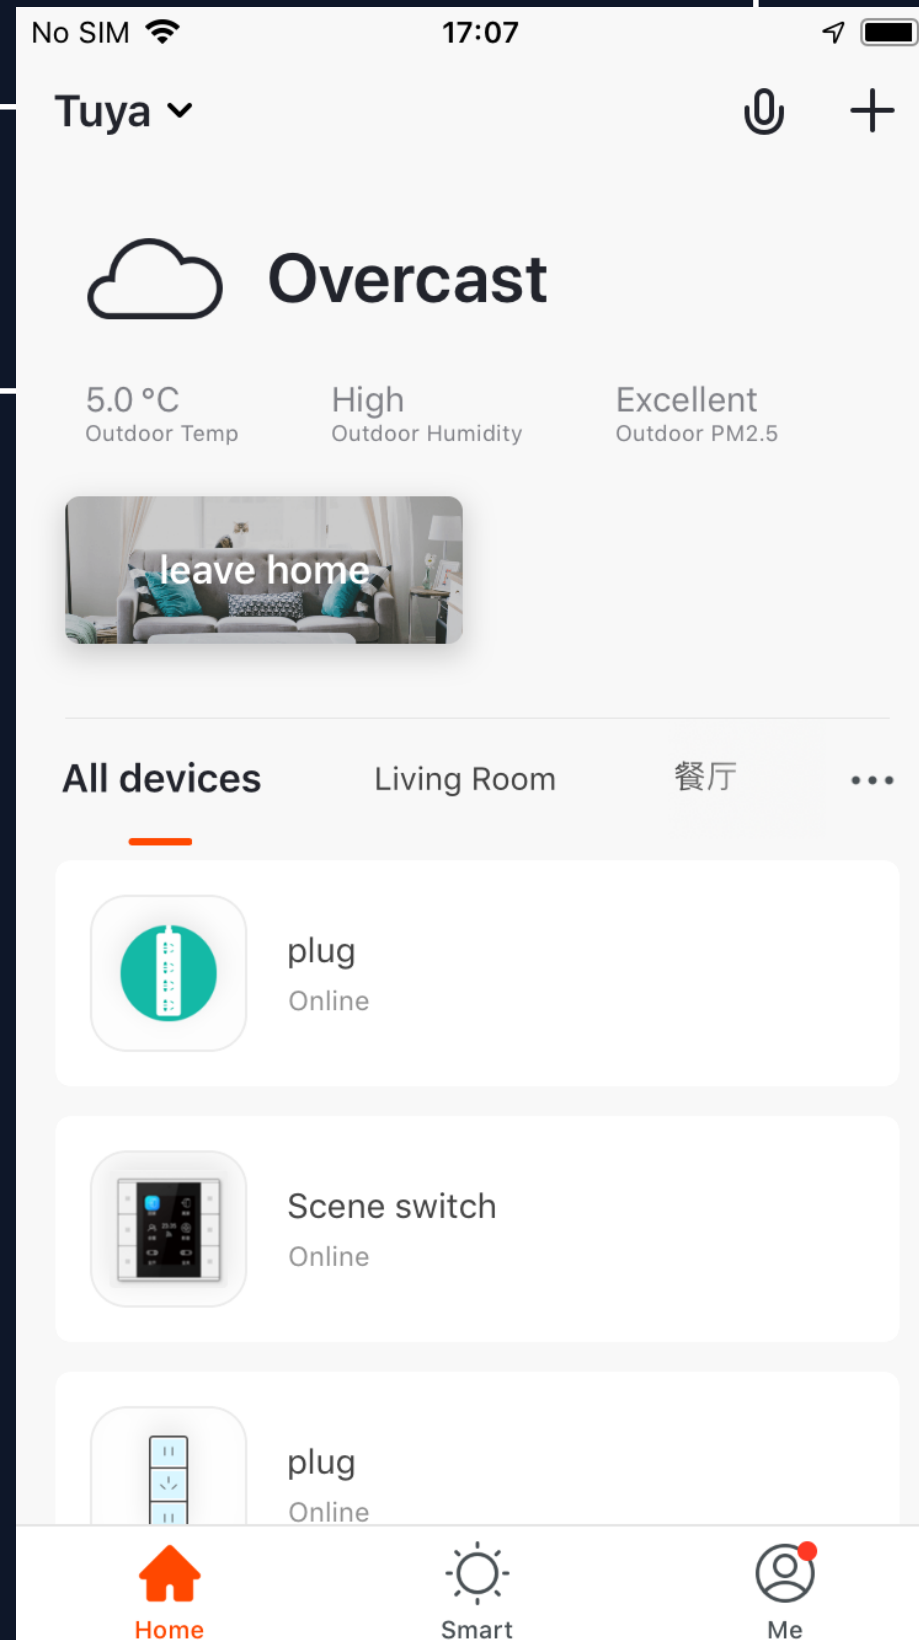 No SIM 17:07
Tuya
Overcast
5.0 °C High Excellent
Outdoor Temp Outdoor Humidity Outdoor PM2.5
leave home
All devices Living Room 餐厅
plug
Online
Scene switch
Online
plug
Online
Home Smart Me